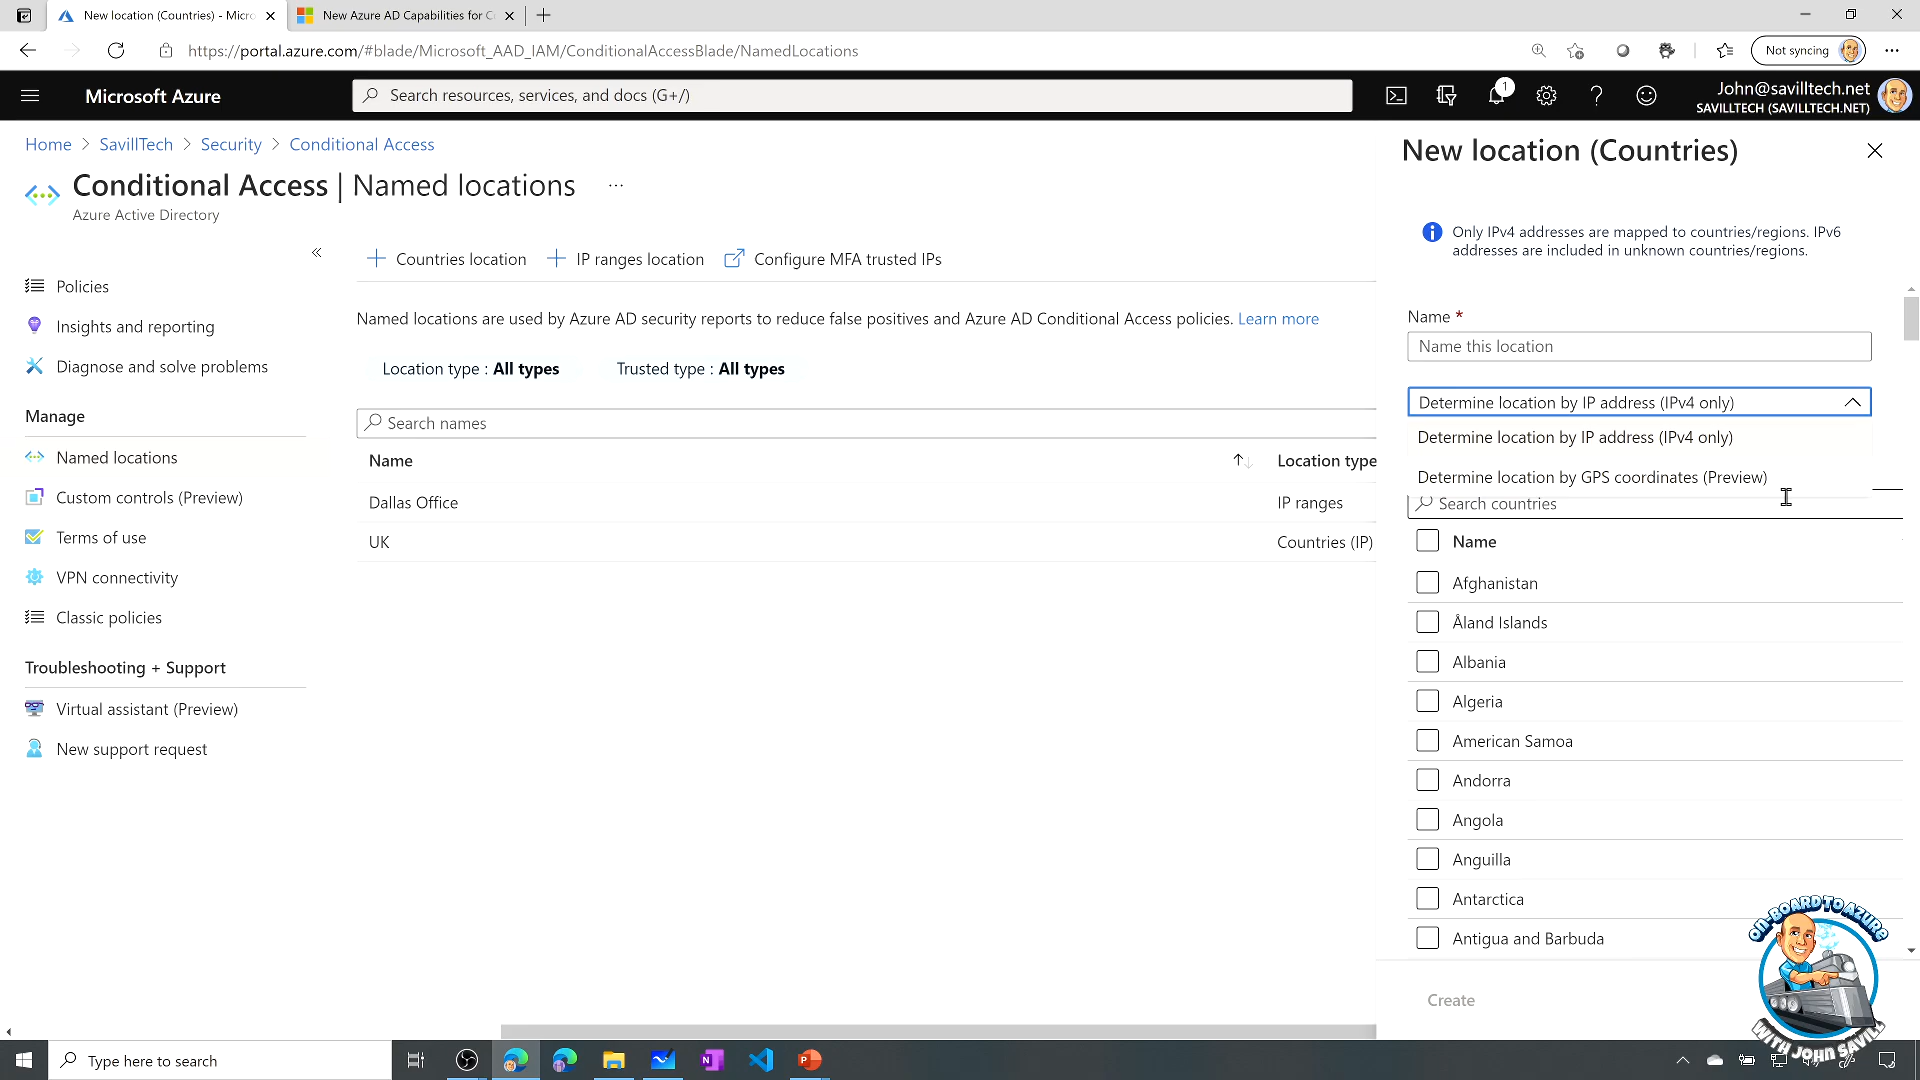 New location (Countries) - Micro
New Azure AD Capabilities for C
https://portal.azure.com/#blade/Microsoft_AAD_IAM/ConditionalAccessBlade/NamedLocations
Not syncing
Microsoft Azure
Search resources, services, and docs (G+/)
1
John@savilltech.net
SAVILLTECH (SAVILLTECH.NET)
Home > SavillTech > Security > Conditional Access
Conditional Access | Named locations
Azure Active Directory
Policies
Insights and reporting
Diagnose and solve problems
Manage
Named locations
Custom controls (Preview)
Terms of use
VPN connectivity
Classic policies
Troubleshooting + Support
Virtual assistant (Preview)
New support request
Countries location
IP ranges location
Configure MFA trusted IPs
Named locations are used by Azure AD security reports to reduce false positives and Azure AD Conditional Access policies. Learn more
Location type : All types
Trusted type : All types
Search names
Name
Location type
Dallas Office
IP ranges
UK
Countries (IP)
New location (Countries)
Only IPv4 addresses are mapped to countries/regions. IPv6
addresses are included in unknown countries/regions.
Name *
Name this location
Determine location by IP address (IPv4 only)
Determine location by IP address (IPv4 only)
Determine location by GPS coordinates (Preview)
Search countries
Name
Afghanistan
Åland Islands
Albania
Algeria
American Samoa
Andorra
Angola
Anguilla
Antarctica
Antigua and Barbuda
Create
ON-BOARD TO AZURE
WITH JOHN SAVILL
Type here to search